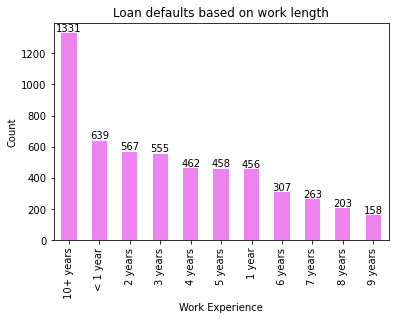 Loan defaults based on work length
Count
1200
1000
800
600
400
200
0
1331
639
567
555
462
458
456
307
263
203
158
10+ years
< 1 year
2 years
3 years
4 years
5 years
1 year
6 years
7 years
8 years
9 years
Work Experience